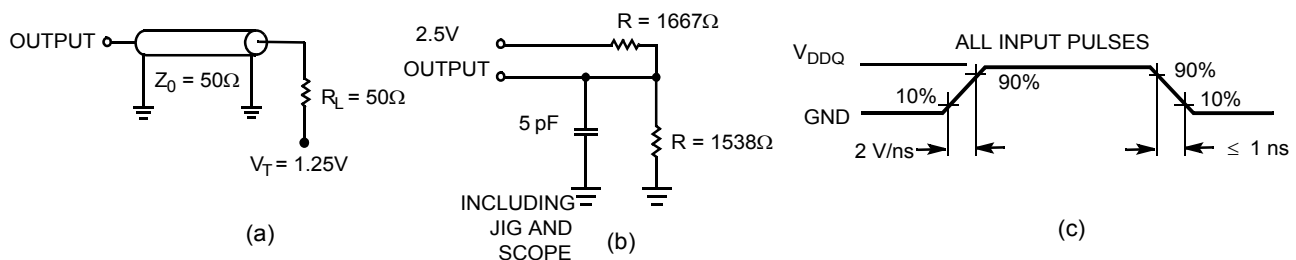 OUTPUT
Z0 = 50Ω
RL = 50Ω
VT = 1.25V
(a)
R = 1667Ω
2.5V
OUTPUT
5 pF
R = 1538Ω
INCLUDING
JIG AND
SCOPE
(b)
ALL INPUT PULSES
VDDQ
90%
90%
10%
10%
GND
2 V/ns
≤ 1 ns
(c)